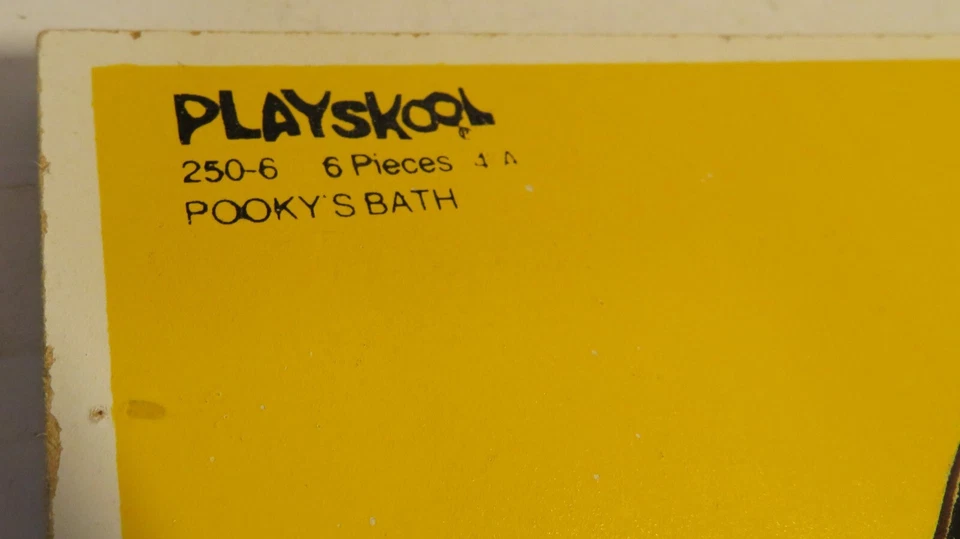 PLAYSKOOL
250-6 6 Pieces
POOKY'S BATH